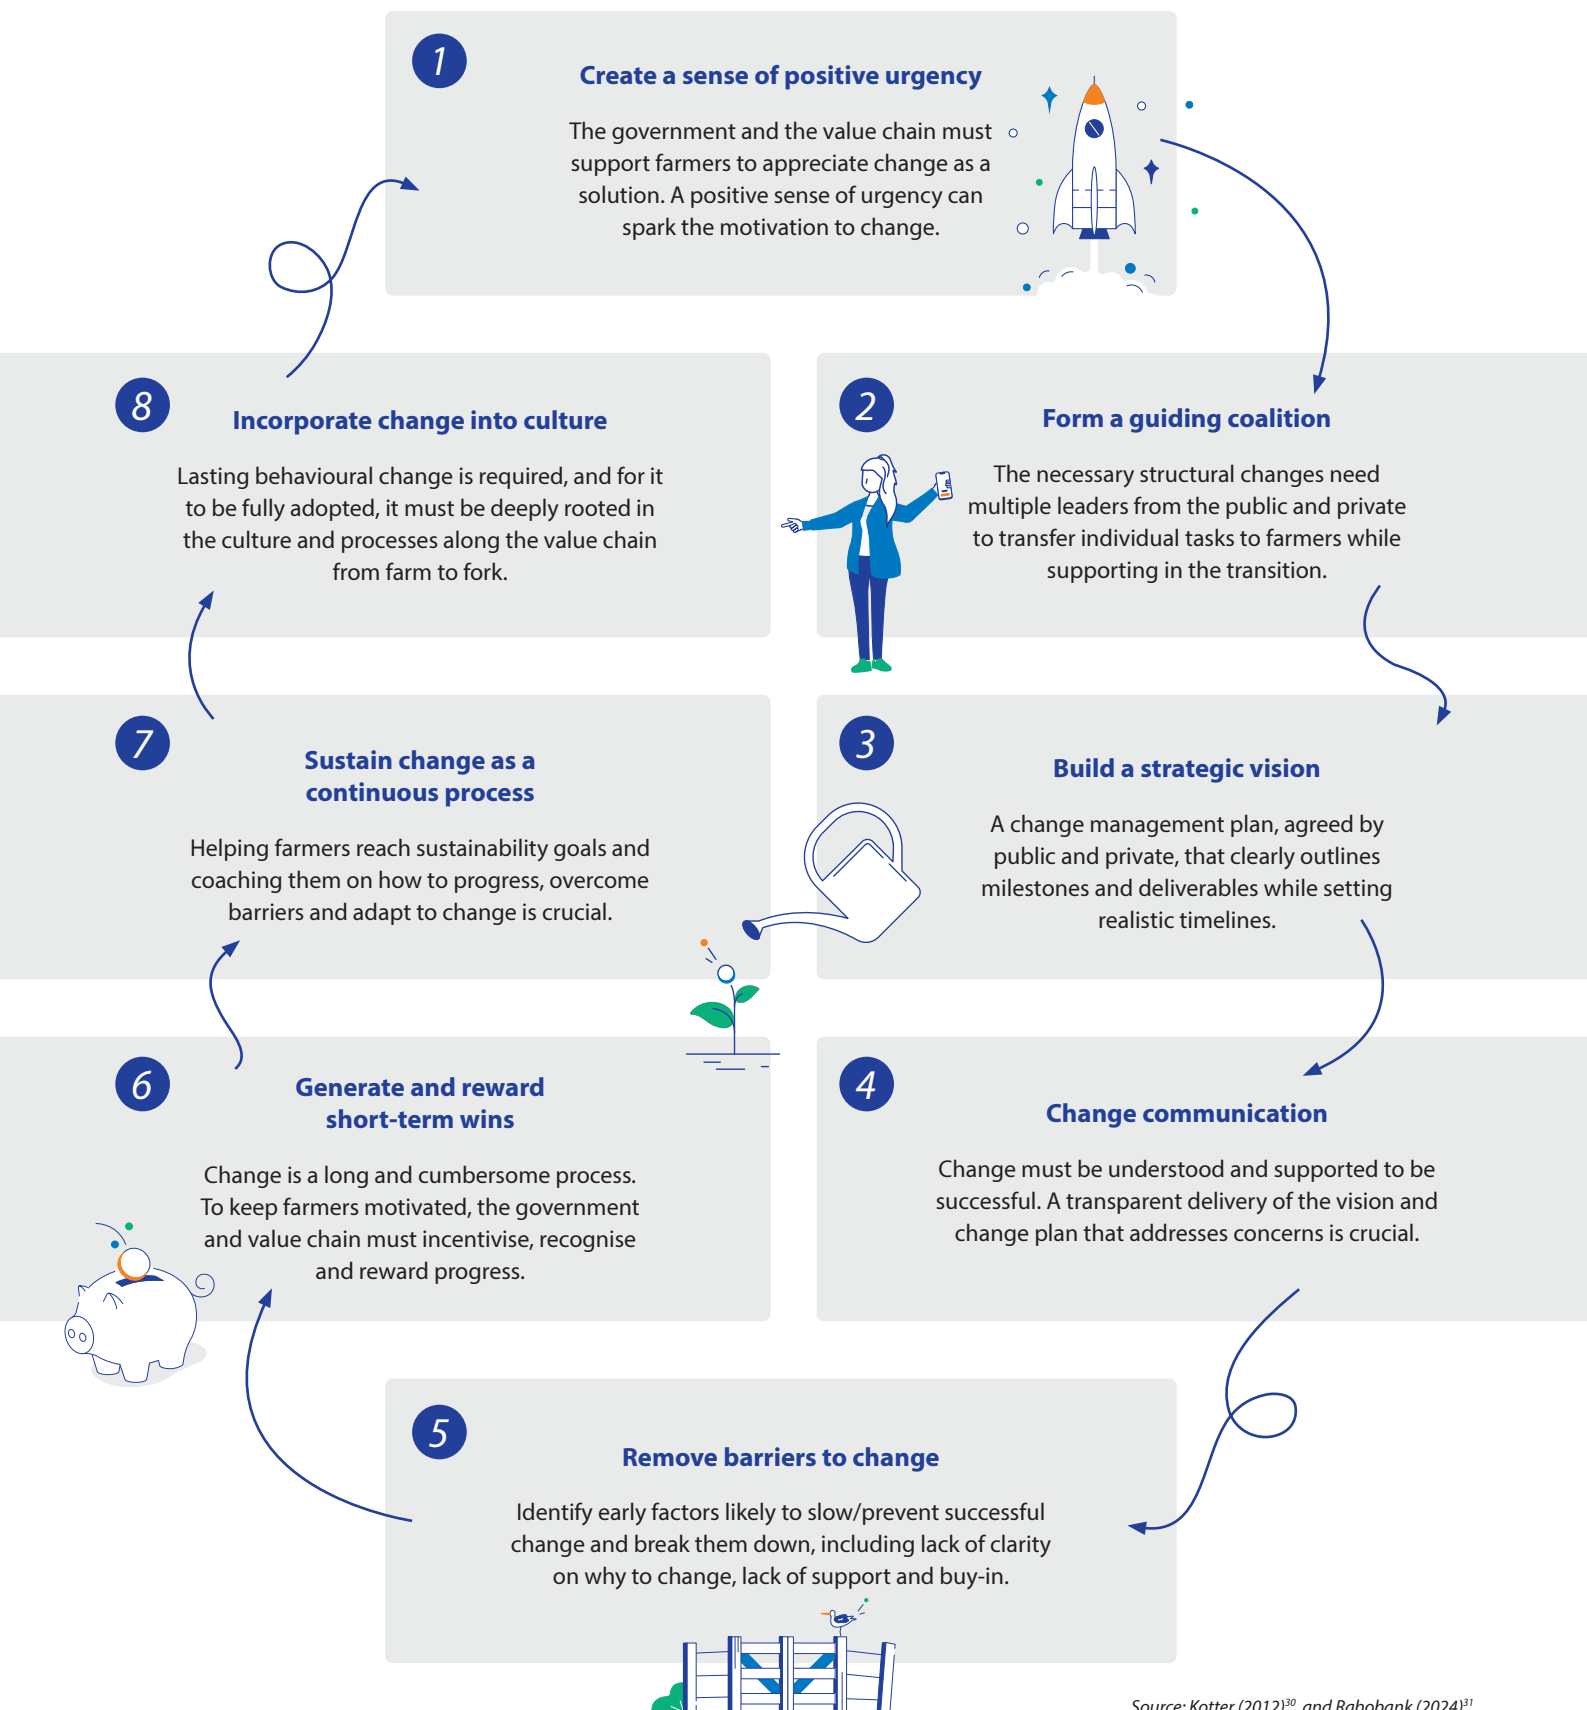 1
Create a sense of positive urgency
The government and the value chain must
support farmers to appreciate change as a
solution. A positive sense of urgency can
spark the motivation to change.
2
Form a guiding coalition
The necessary structural changes need
multiple leaders from the public and private
to transfer individual tasks to farmers while
supporting in the transition.
3
Build a strategic vision
A change management plan, agreed by
public and private, that clearly outlines
milestones and deliverables while setting
realistic timelines.
4
Change communication
Change must be understood and supported to be
successful. A transparent delivery of the vision and
change plan that addresses concerns is crucial.
5
Remove barriers to change
Identify early factors likely to slow/prevent successful
change and break them down, including lack of clarity
on why to change, lack of support and buy-in.
6
Generate and reward
short-term wins
Change is a long and cumbersome process.
To keep farmers motivated, the government
and value chain must incentivise, recognise
and reward progress.
7
Sustain change as a
continuous process
Helping farmers reach sustainability goals and
coaching them on how to progress, overcome
barriers and adapt to change is crucial.
8
Incorporate change into culture
Lasting behavioural change is required, and for it
to be fully adopted, it must be deeply rooted in
the culture and processes along the value chain
from farm to fork.
Source: Kotter (2012)³⁰ and Rabobank (2024)³¹